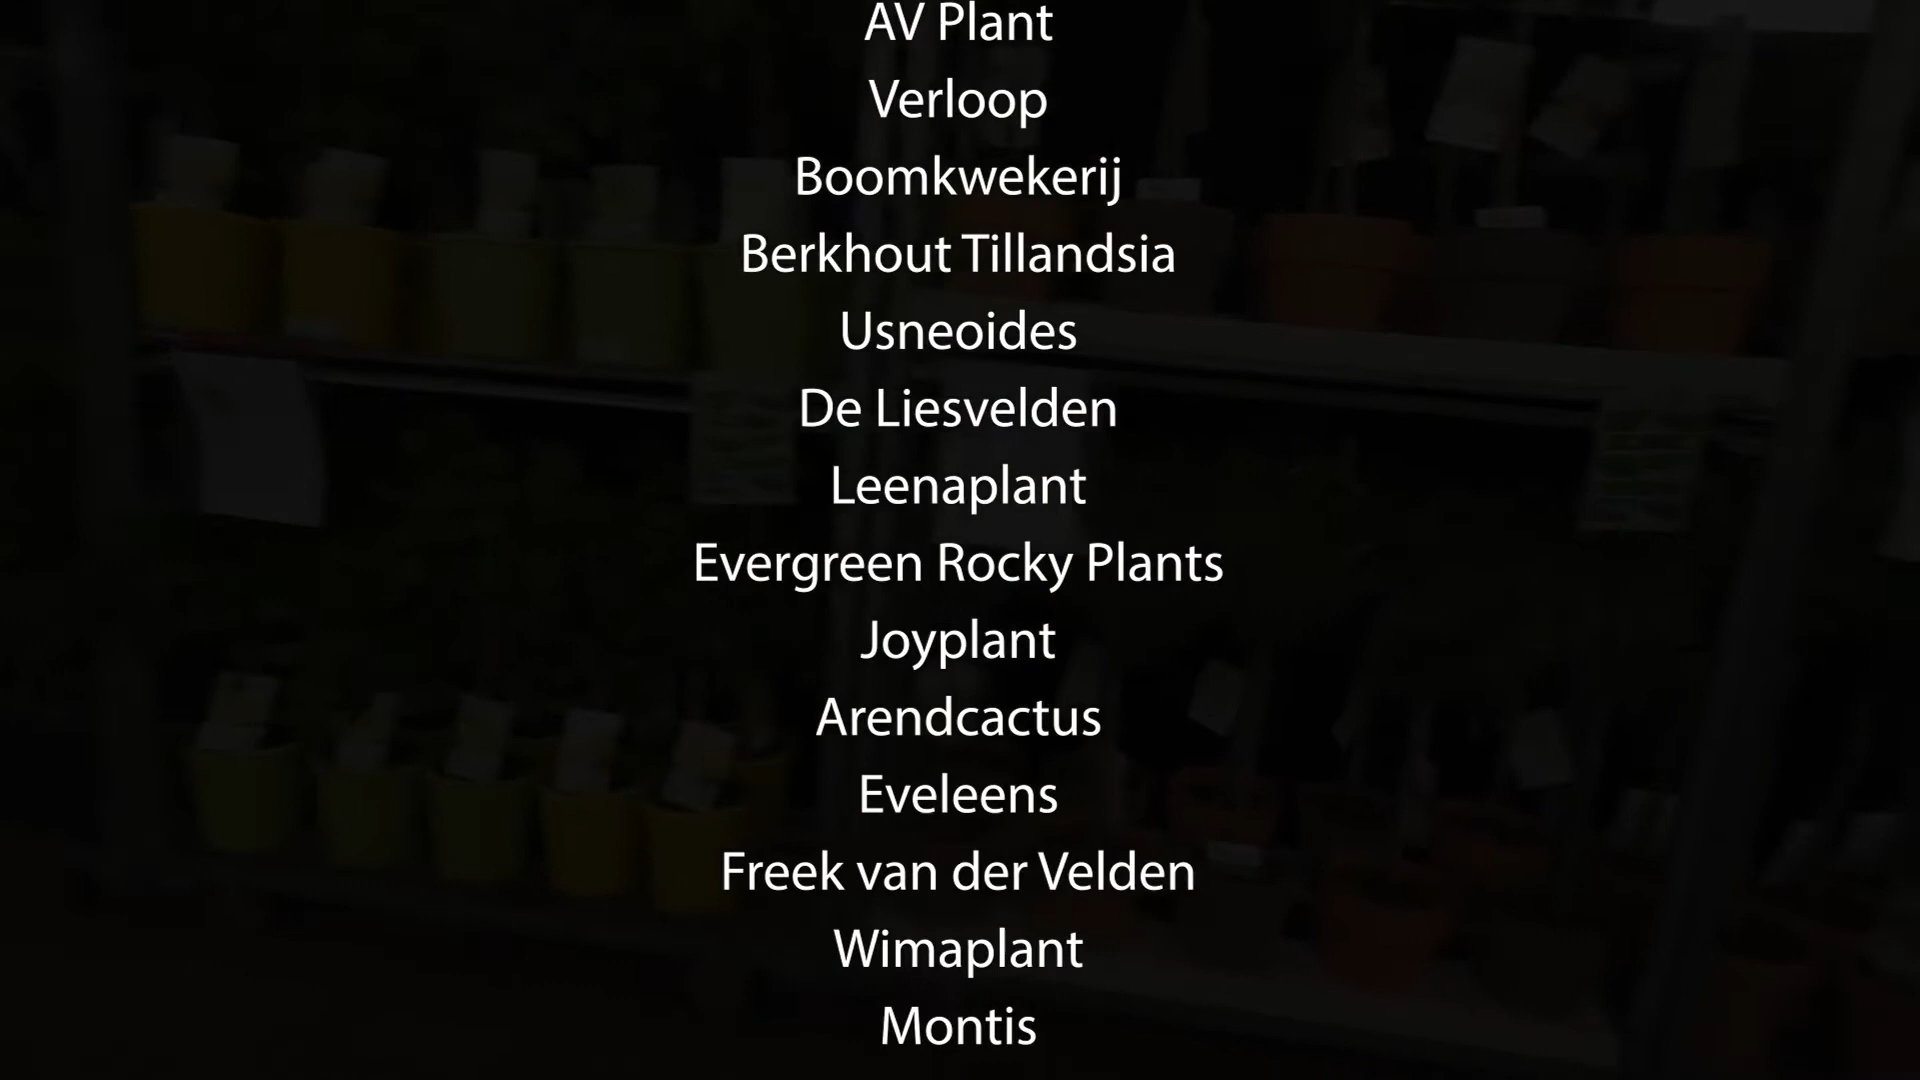 AV Plant
Verloop
Boomkwekerij
Berkhout Tillandsia
Usneoides
De Liesvelden
Leenaplant
Evergreen Rocky Plants
Joyplant
Arendcactus
Eveleens
Freek van der Velden
Wimaplant
Montis